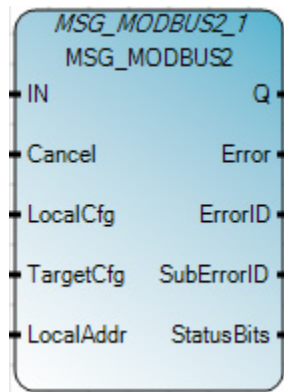 MSG_MODBUS2_1
MSG_MODBUS2
IN Q
Cancel Error
LocalCfg ErrorID
TargetCfg SubErrorID
LocalAddr StatusBits